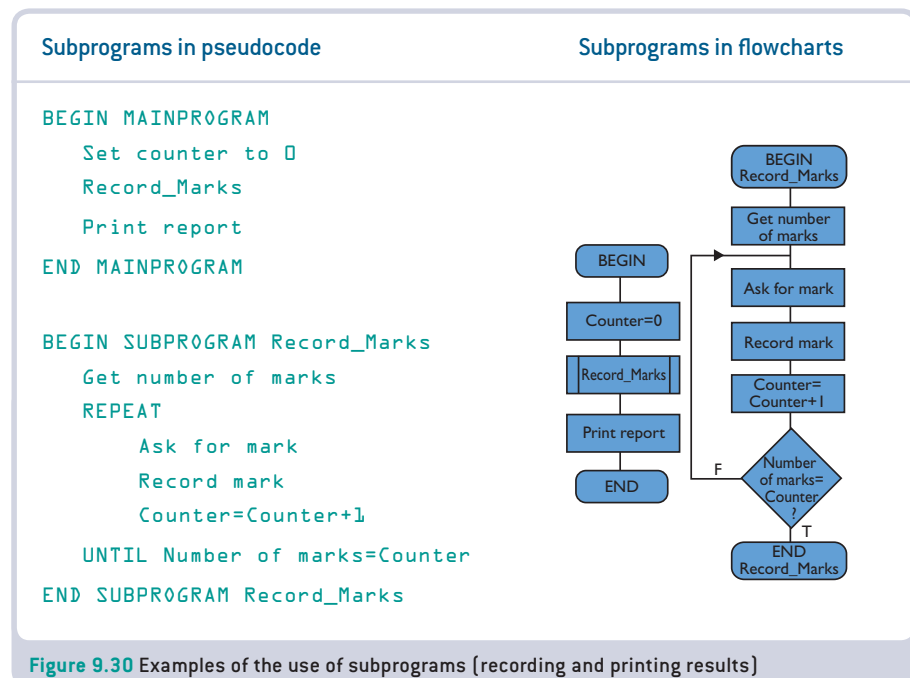 Subprograms in pseudocode
Subprograms in flowcharts
BEGIN MAINPROGRAM
Set counter to 0
Record_Marks
Print report
END MAINPROGRAM
BEGIN SUBPROGRAM Record_Marks
Get number of marks
REPEAT
Ask for mark
Record mark
Counter=Counter+1
UNTIL Number of marks=Counter
END SUBPROGRAM Record_Marks
BEGIN
Counter=0
Record_Marks
Print report
END
BEGIN
Record_Marks
Get number
of marks
Ask for mark
Record mark
Counter=
Counter+1
Number
of marks=
Counter
?
F
T
END
Record_Marks
Figure 9.30 Examples of the use of subprograms (recording and printing results)